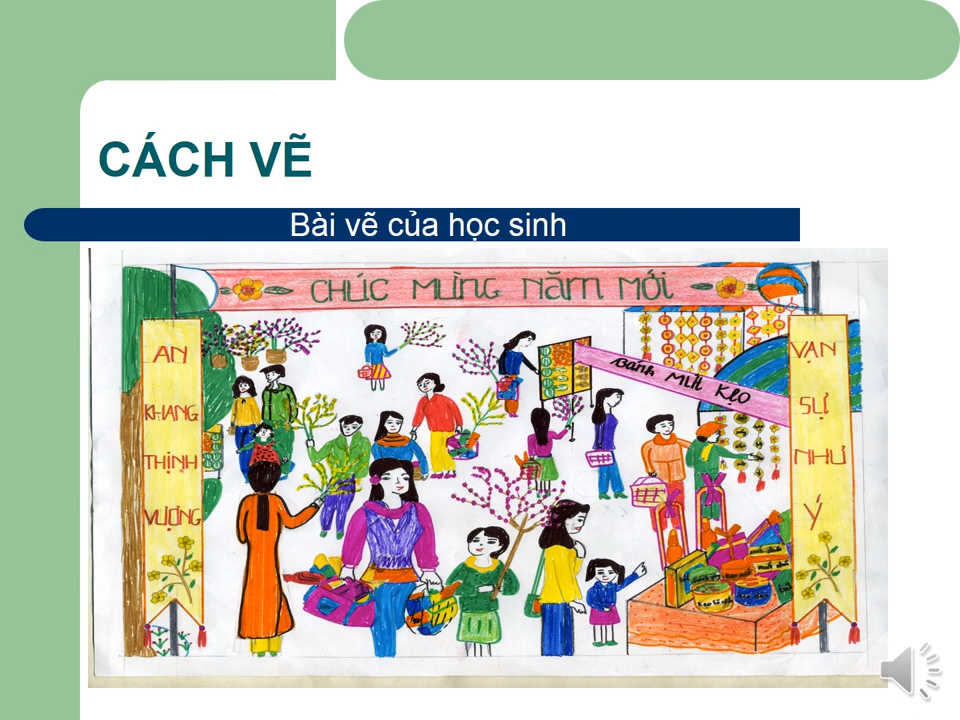 CÁCH VẼ
Bài vẽ của học sinh
CHÚC MỪNG NĂM MỚI
AN
KHANG
THỊNH
VƯỢNG
BÁNH MỨT KẸO
VẠN
SỰ
NHƯ
Ý